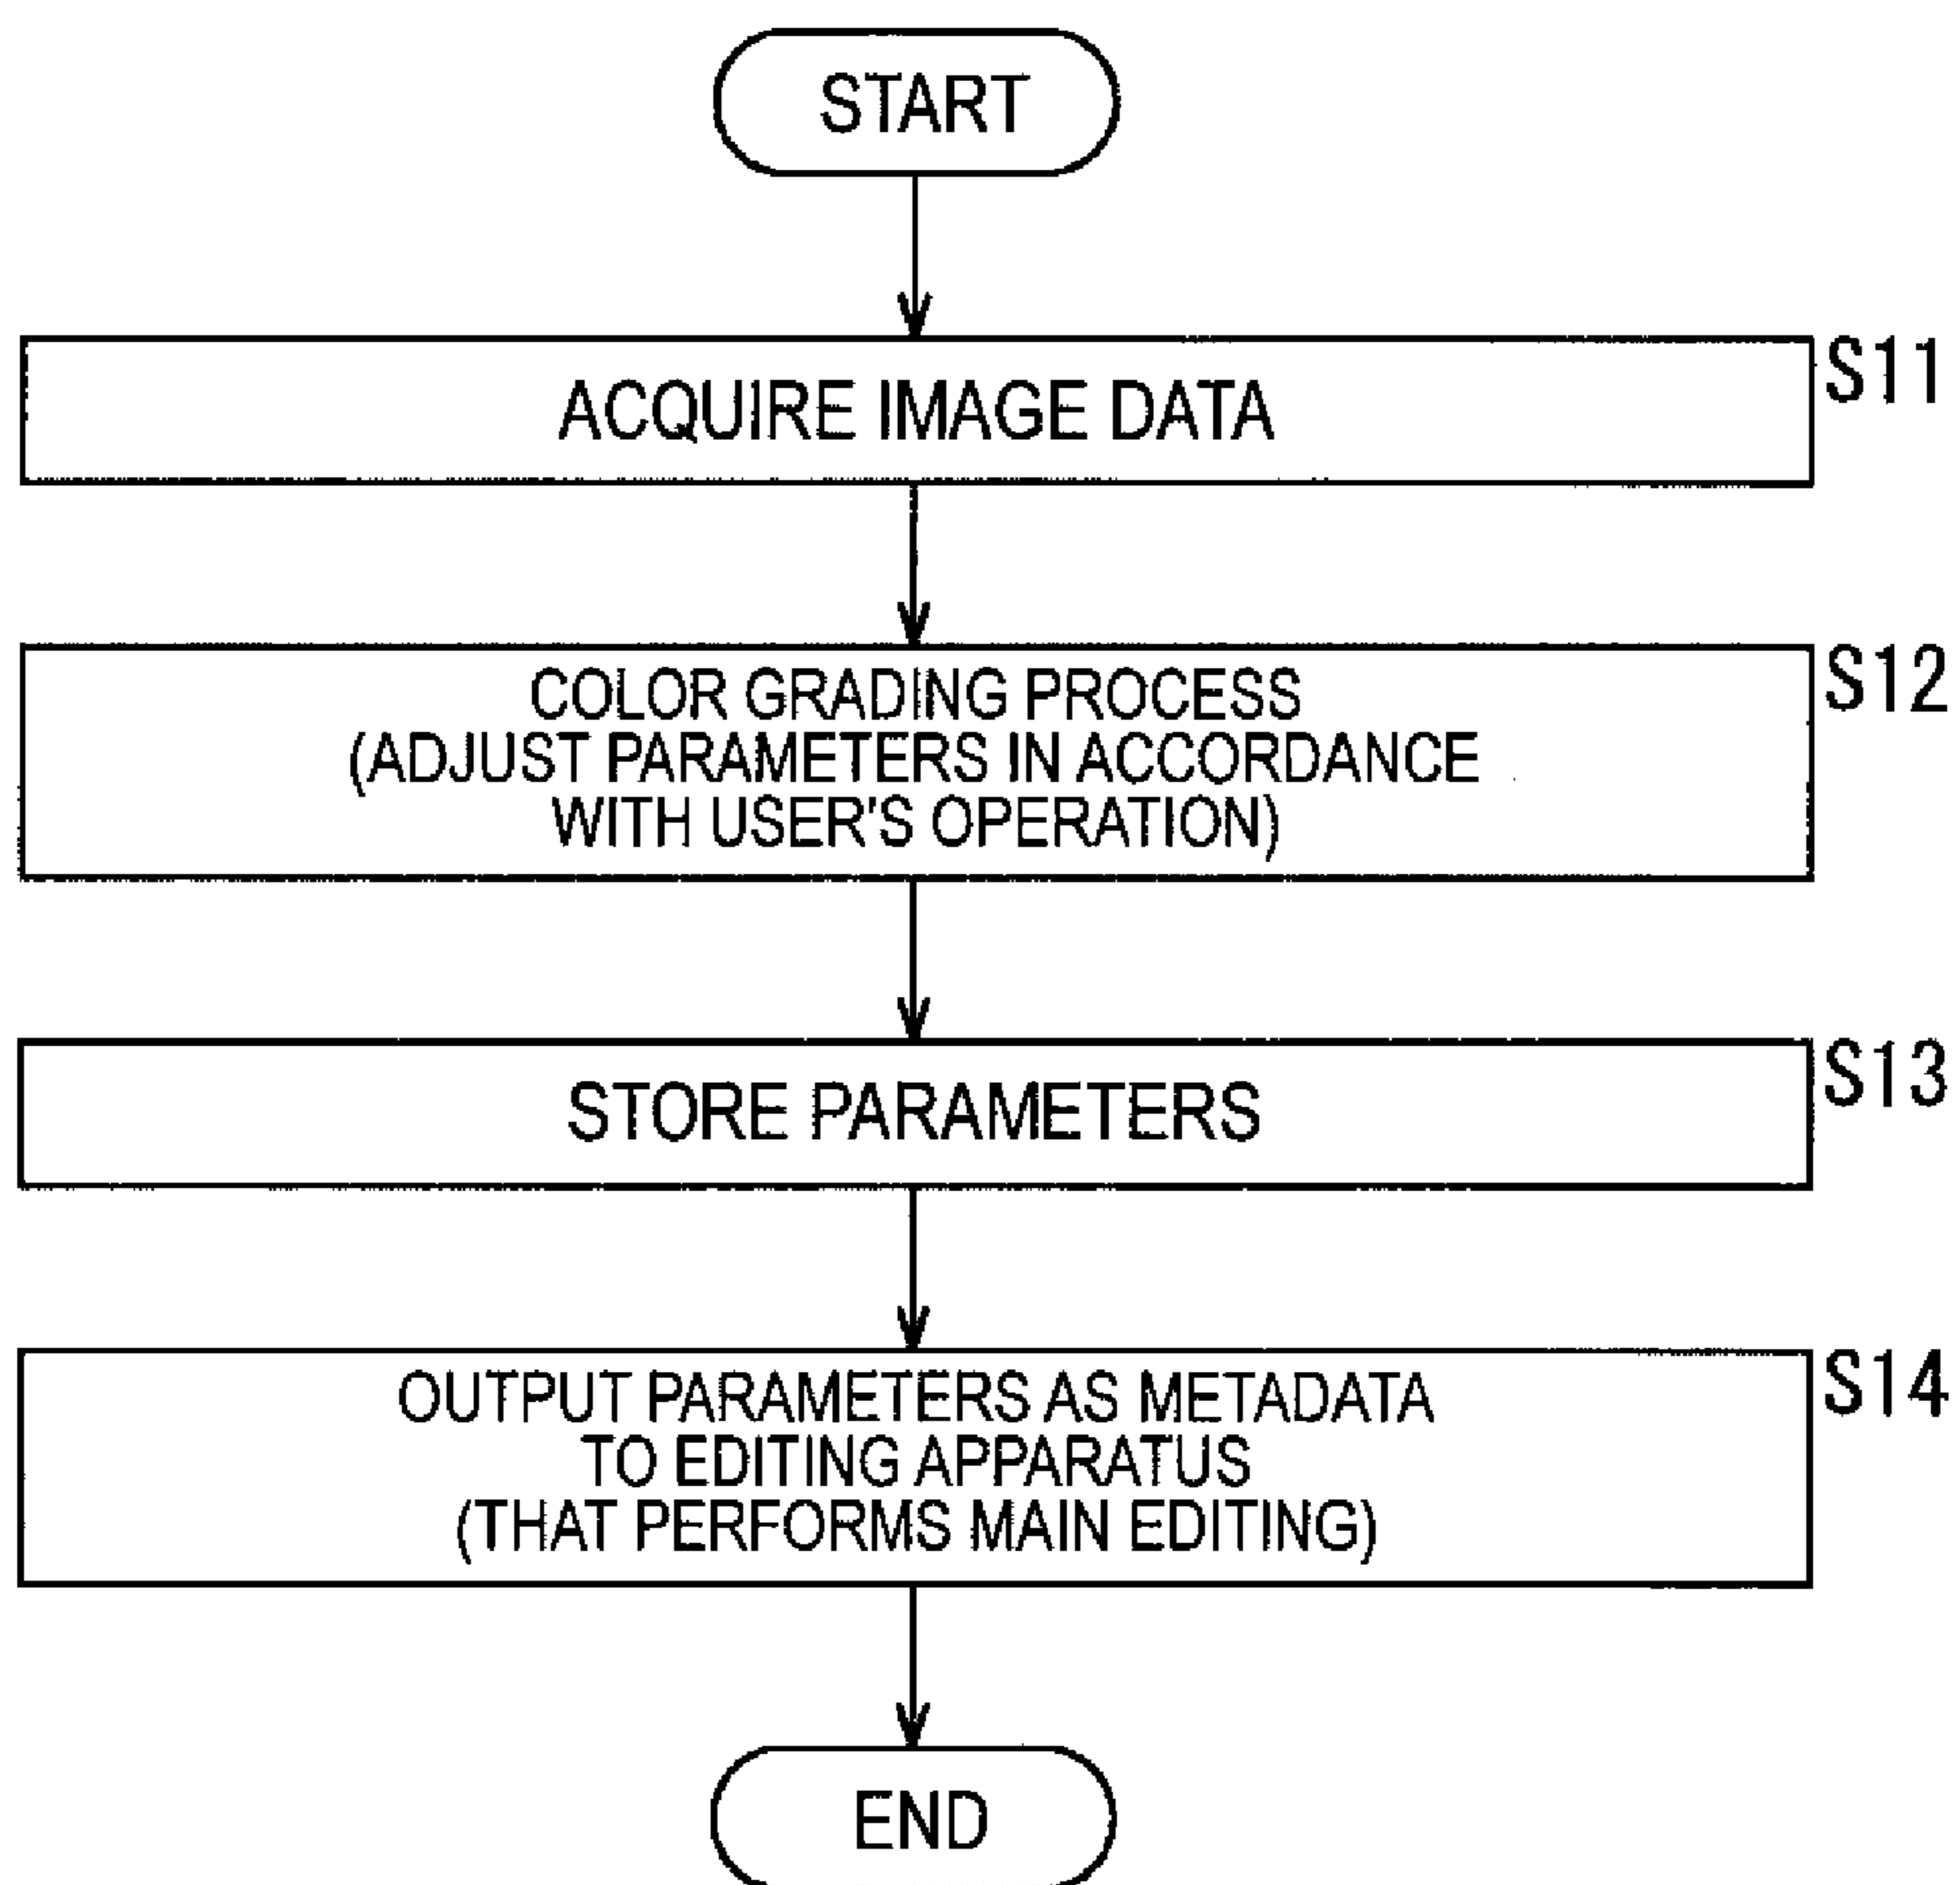 START
ACQUIRE IMAGE DATA
S11
COLOR GRADING PROCESS
(ADJUST PARAMETERS IN ACCORDANCE
WITH USER'S OPERATION)
S12
STORE PARAMETERS
S13
OUTPUT PARAMETERS AS METADATA
TO EDITING APPARATUS
(THAT PERFORMS MAIN EDITING)
S14
END